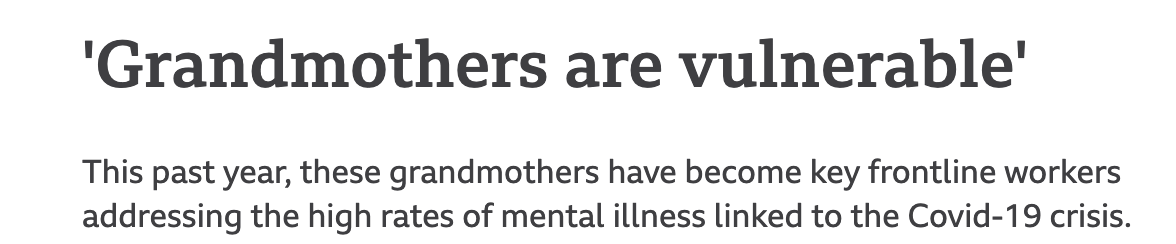 'Grandmothers are vulnerable'
This past year, these grandmothers have become key frontline workers
addressing the high rates of mental illness linked to the Covid-19 crisis.